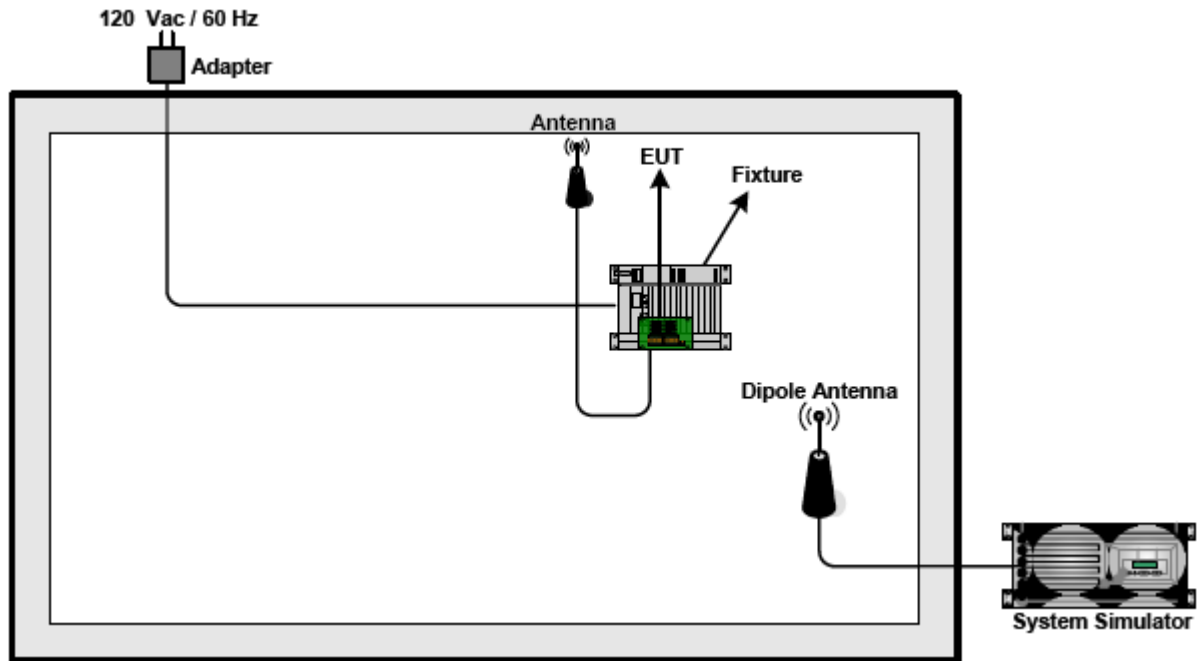 120 Vac / 60 Hz
Adapter
Antenna
EUT
Fixture
Dipole Antenna
System Simulator